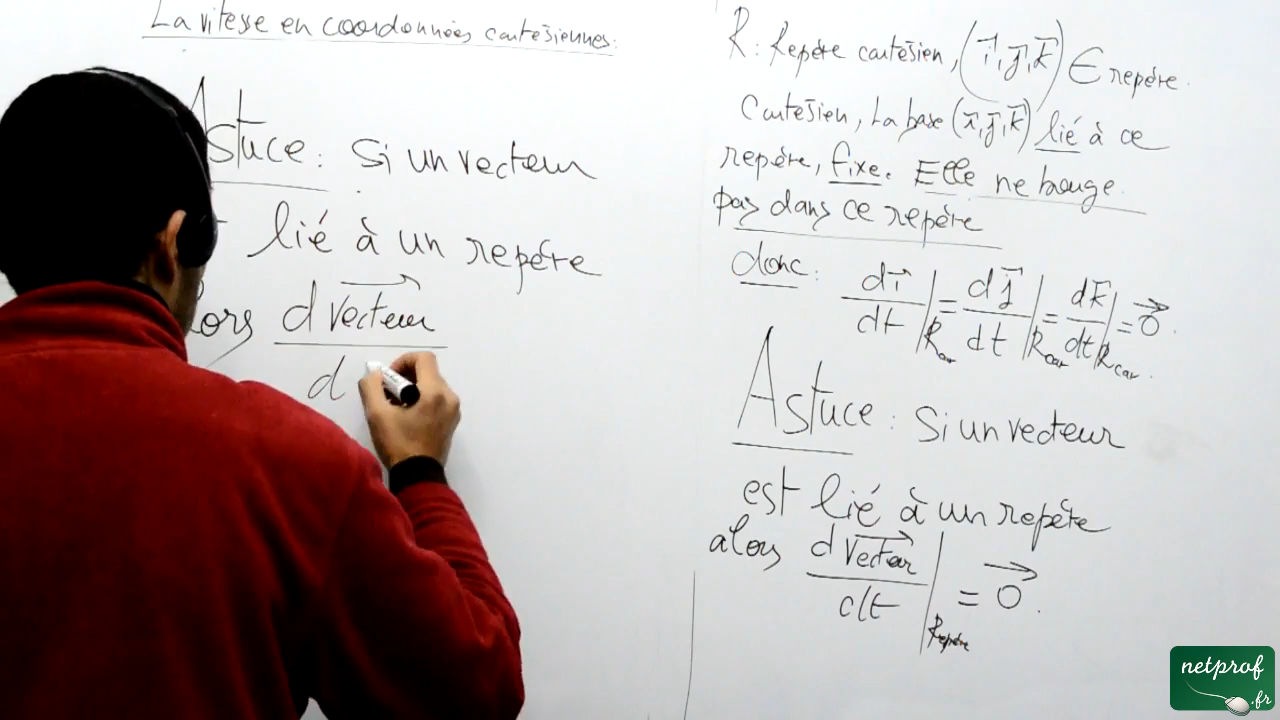 La vitesse en coordonnées cartésiennes:
Astuce: Si un vecteur
lié à un repère
lors d vecteur
d
R: Repère cartésien, (i, j, k) ∈ repère
Cartésien, La base (i, j, k) lié à ce
repère, fixe. Elle ne bouge
pas dans ce repère
donc: di/dt|Rcar = dj/dt|Rcar = dk/dt|Rcar = 0.
Astuce: Si un vecteur
est lié à un repère
alors d vecteur/dt|Repère = 0.
netprof
.fr